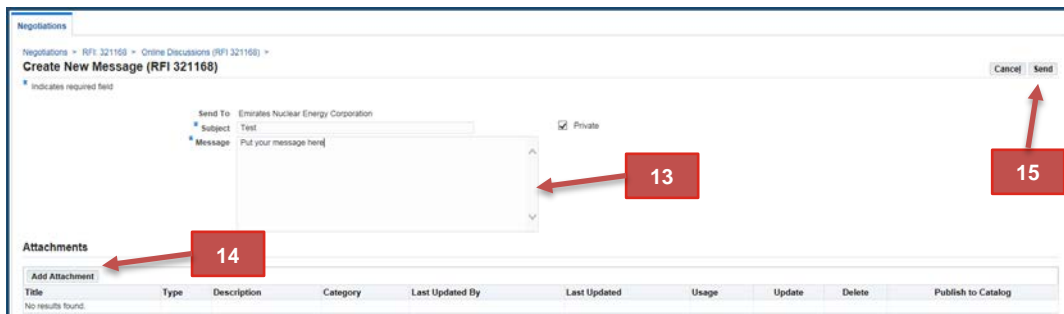 Negotiations
Negotiations > RFI: 321168 > Online Discussions (RFI 321168) >
Create New Message (RFI 321168)
Cancel Send
* Indicates required field
Send To Emirates Nuclear Energy Corporation
* Subject Test
Private
* Message Put your message here
13
15
Attachments
14
Add Attachment
Title Type Description Category Last Updated By Last Updated Usage Update Delete Publish to Catalog
No results found.